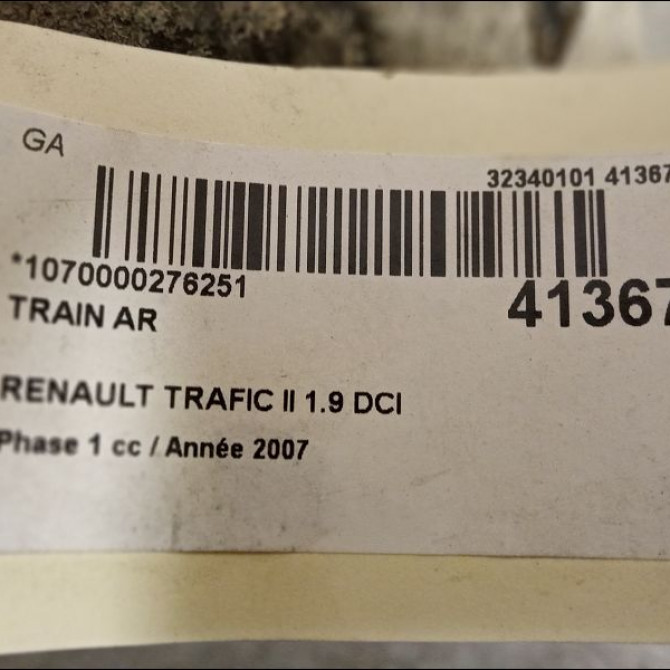 GA
32340101 41367
*1070000276251
41367
TRAIN AR
RENAULT TRAFIC II 1.9 DCI
Phase 1 cc / Année 2007